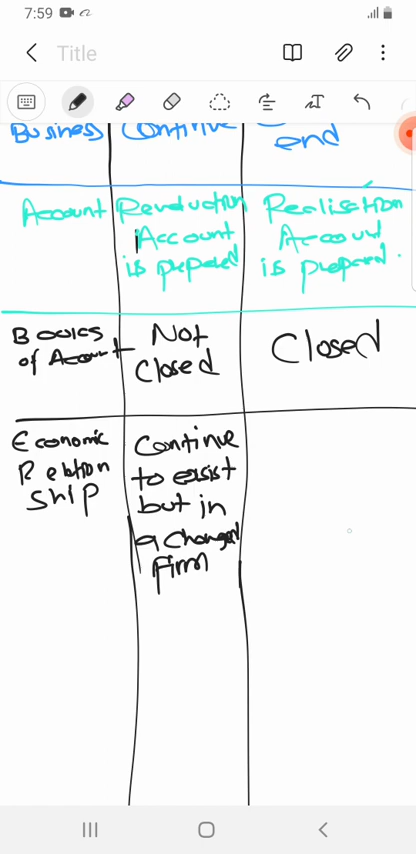 7:59
Title
Business Continue
end
Account Revaluation Realisation
Account Account
is prepared is prepared.
Books Not
of Account Closed Closed
Economic Continue
Relation to exsist
Ship but in
a changed
Firm